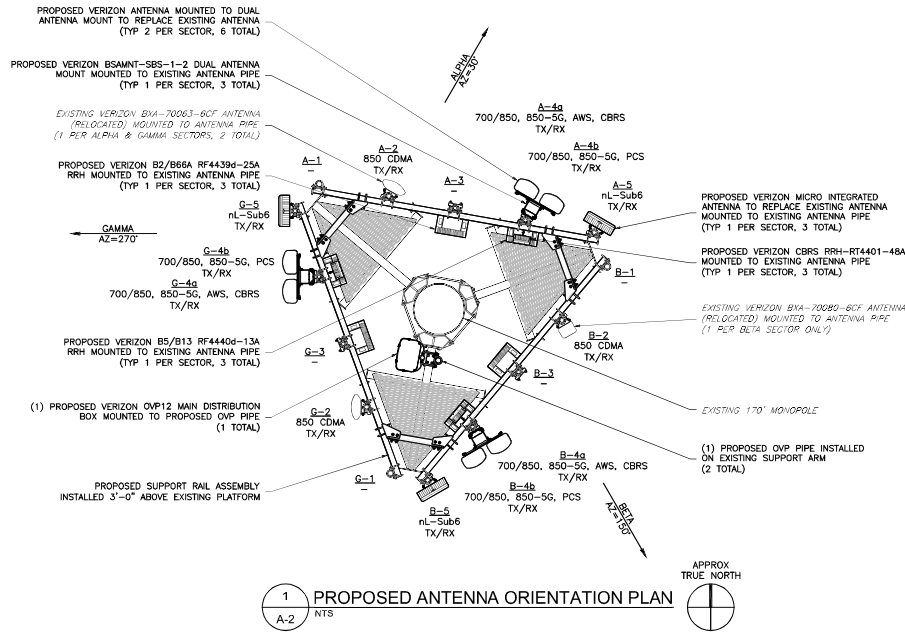 PROPOSED VERIZON ANTENNA MOUNTED TO DUAL
ANTENNA MOUNT TO REPLACE EXISTING ANTENNA
(TYP 2 PER SECTOR, 6 TOTAL)
PROPOSED VERIZON BSAMNT-SBS-1-2 DUAL ANTENNA
MOUNT MOUNTED TO EXISTING ANTENNA PIPE
(TYP 1 PER SECTOR, 3 TOTAL)
EXISTING VERIZON BXA-70063-6CF ANTENNA
(RELOCATED) MOUNTED TO ANTENNA PIPE
(1 PER ALPHA & GAMMA SECTORS, 2 TOTAL)
PROPOSED VERIZON B2/B66A RF4439d-25A
RRH MOUNTED TO EXISTING ANTENNA PIPE
(TYP 1 PER SECTOR, 3 TOTAL)
ALPHA
AZ=30°
A-1
–
A-2
850 CDMA
TX/RX
A-3
–
A-4a
700/850, 850-5G, AWS, CBRS
TX/RX
A-4b
700/850, 850-5G, PCS
TX/RX
A-5
nL-Sub6
TX/RX
PROPOSED VERIZON MICRO INTEGRATED
ANTENNA TO REPLACE EXISTING ANTENNA
MOUNTED TO EXISTING ANTENNA PIPE
(TYP 1 PER SECTOR, 3 TOTAL)
PROPOSED VERIZON CBRS RRH-RT4401-48A
MOUNTED TO EXISTING ANTENNA PIPE
(TYP 1 PER SECTOR, 3 TOTAL)
G-5
nL-Sub6
TX/RX
GAMMA
AZ=270°
G-4b
700/850, 850-5G, PCS
TX/RX
G-4a
700/850, 850-5G, AWS, CBRS
TX/RX
B-1
–
EXISTING VERIZON BXA-70080-6CF ANTENNA
(RELOCATED) MOUNTED TO ANTENNA PIPE
(1 PER BETA SECTOR ONLY)
B-2
850 CDMA
TX/RX
PROPOSED VERIZON B5/B13 RF4440d-13A
RRH MOUNTED TO EXISTING ANTENNA PIPE
(TYP 1 PER SECTOR, 3 TOTAL)
G-3
–
B-3
–
(1) PROPOSED VERIZON OVP12 MAIN DISTRIBUTION
BOX MOUNTED TO PROPOSED OVP PIPE
(1 TOTAL)
G-2
850 CDMA
TX/RX
EXISTING 170' MONOPOLE
(1) PROPOSED OVP PIPE INSTALLED
ON EXISTING SUPPORT ARM
(2 TOTAL)
B-4a
700/850, 850-5G, AWS, CBRS
TX/RX
B-4b
700/850, 850-5G, PCS
TX/RX
G-1
–
PROPOSED SUPPORT RAIL ASSEMBLY
INSTALLED 3'-0" ABOVE EXISTING PLATFORM
B-5
nL-Sub6
TX/RX
BETA
AZ=150°
APPROX
TRUE NORTH
1
A-2
PROPOSED ANTENNA ORIENTATION PLAN
NTS